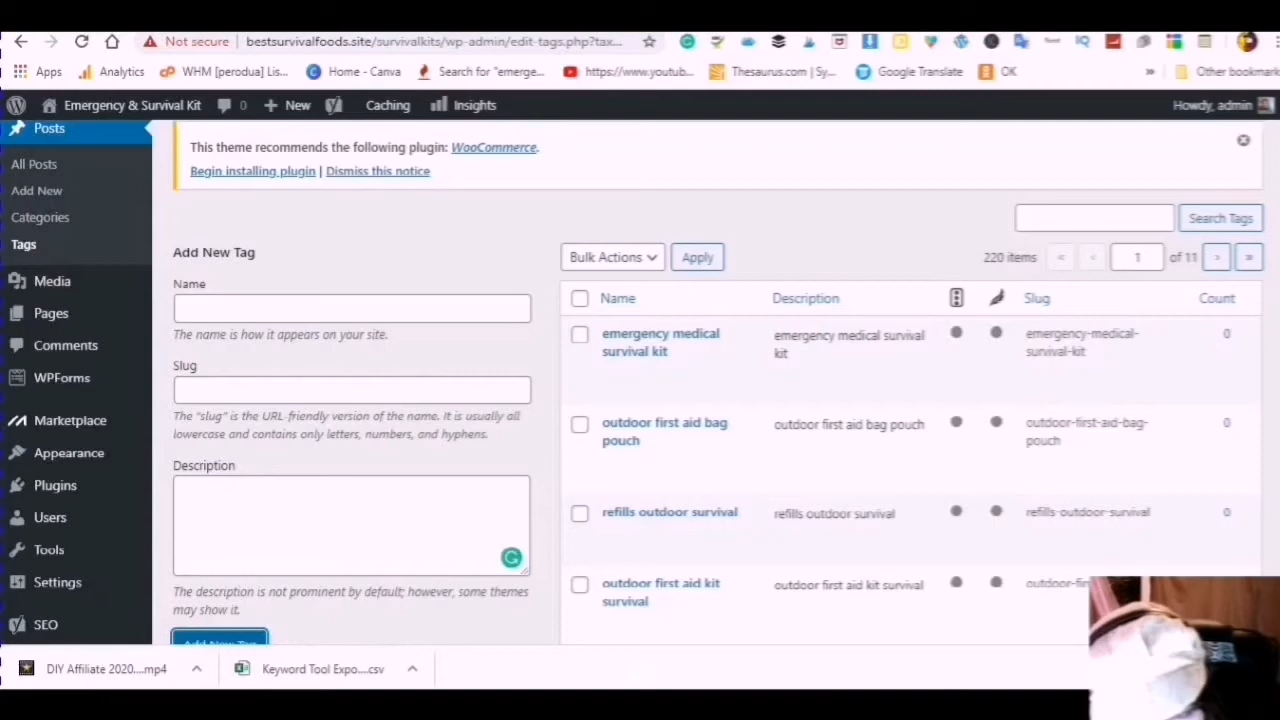 Not secure bestsurvivalfoods.site/survivalkits/wp-admin/edit-tags.php?tax...
Apps Analytics WHM [perodua] Lis... Home - Canva Search for "emerge... https://www.youtub... Thesaurus.com | Sy... Google Translate OK » Other bookmark
Emergency & Survival Kit 0 New Caching Insights Howdy, admin
Posts
All Posts
Add New
Categories
Tags
Media
Pages
Comments
WPForms
Marketplace
Appearance
Plugins
Users
Tools
Settings
SEO
This theme recommends the following plugin: WooCommerce.
Begin installing plugin | Dismiss this notice
Search Tags
Add New Tag
Name
The name is how it appears on your site.
Slug
The "slug" is the URL-friendly version of the name. It is usually all
lowercase and contains only letters, numbers, and hyphens.
Description
The description is not prominent by default; however, some themes
may show it.
Add New Tag
Bulk Actions Apply 220 items « ‹ 1 of 11 › »
Name Description Slug Count
emergency medical
survival kit
emergency medical survival
kit
emergency-medical-
survival-kit
0
outdoor first aid bag
pouch
outdoor first aid bag pouch
outdoor-first-aid-bag-
pouch
0
refills outdoor survival refills outdoor survival refills-outdoor-survival 0
outdoor first aid kit
survival
outdoor first aid kit survival
outdoor-fir
DIY Affiliate 2020....mp4 Keyword Tool Expo....csv